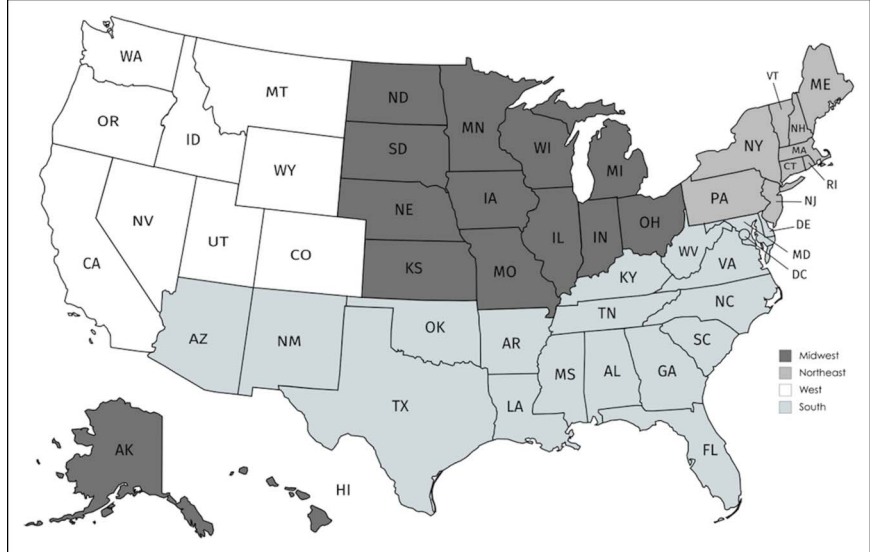 WA
MT
ND
MN
OR
ID
SD
WI
MI
WY
VT
ME
NH
NY
MA
CT
RI
NV
UT
CO
NE
IA
PA
NJ
CA
KS
MO
IL
IN
OH
DE
MD
DC
WV
VA
KY
AZ
NM
OK
AR
TN
NC
SC
MS
AL
GA
TX
LA
FL
AK
HI
Midwest
Northeast
West
South